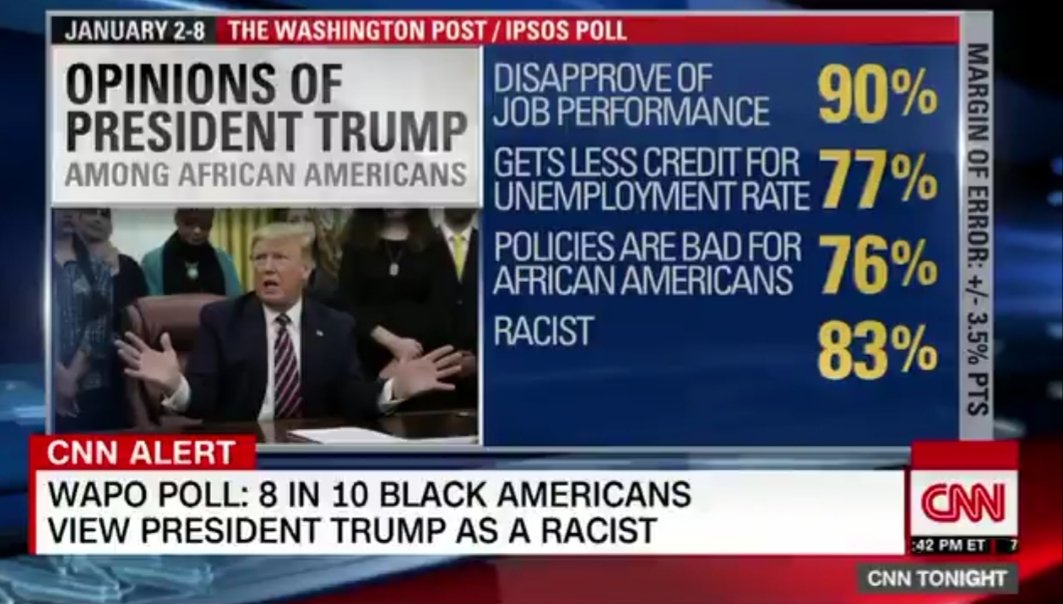 JANUARY 2-8 THE WASHINGTON POST / IPSOS POLL
OPINIONS OF
PRESIDENT TRUMP
AMONG AFRICAN AMERICANS
DISAPPROVE OF
JOB PERFORMANCE 90%
GETS LESS CREDIT FOR
UNEMPLOYMENT RATE 77%
POLICIES ARE BAD FOR
AFRICAN AMERICANS 76%
RACIST 83%
MARGIN OF ERROR: +/- 3.5% PTS
CNN ALERT
WAPO POLL: 8 IN 10 BLACK AMERICANS
VIEW PRESIDENT TRUMP AS A RACIST
CNN
:42 PM ET 7
CNN TONIGHT